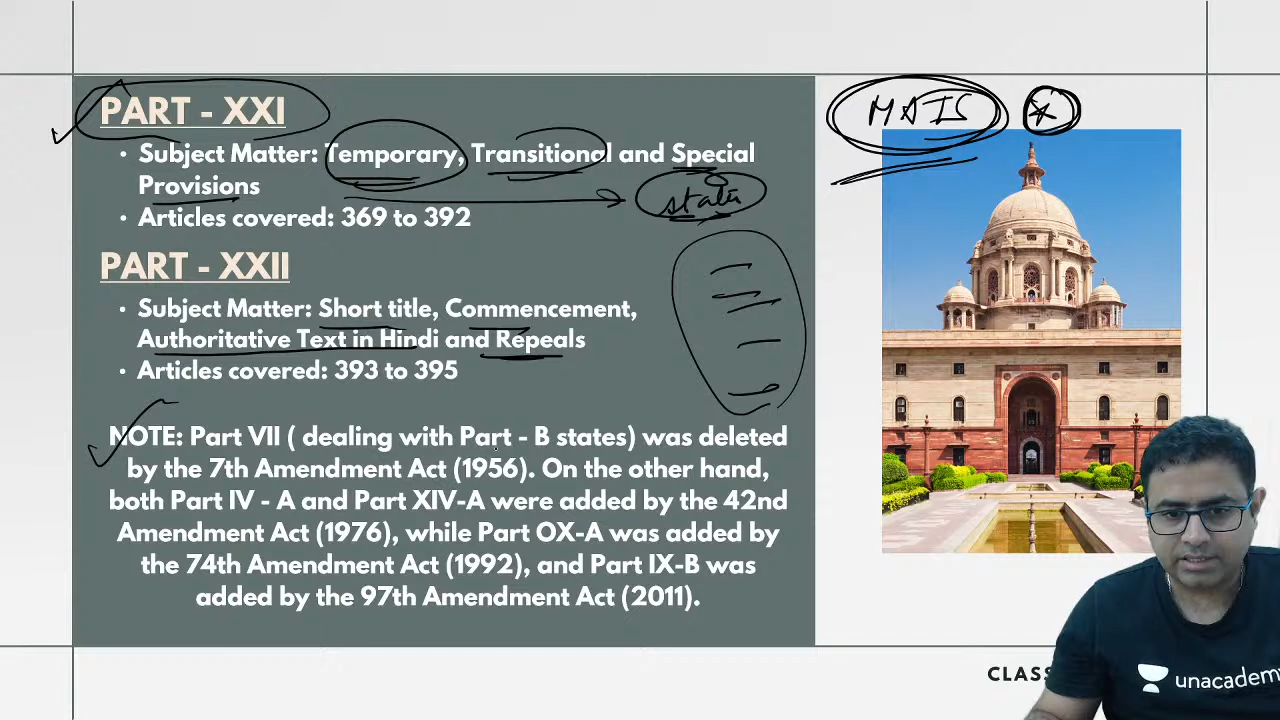 PART - XXI
MAIS
• Subject Matter: Temporary, Transitional and Special
Provisions
state
• Articles covered: 369 to 392
PART - XXII
• Subject Matter: Short title, Commencement,
Authoritative Text in Hindi and Repeals
• Articles covered: 393 to 395
NOTE: Part VII ( dealing with Part - B states) was deleted
by the 7th Amendment Act (1956). On the other hand,
both Part IV - A and Part XIV-A were added by the 42nd
Amendment Act (1976), while Part OX-A was added by
the 74th Amendment Act (1992), and Part IX-B was
added by the 97th Amendment Act (2011).
CLASS
unacademy